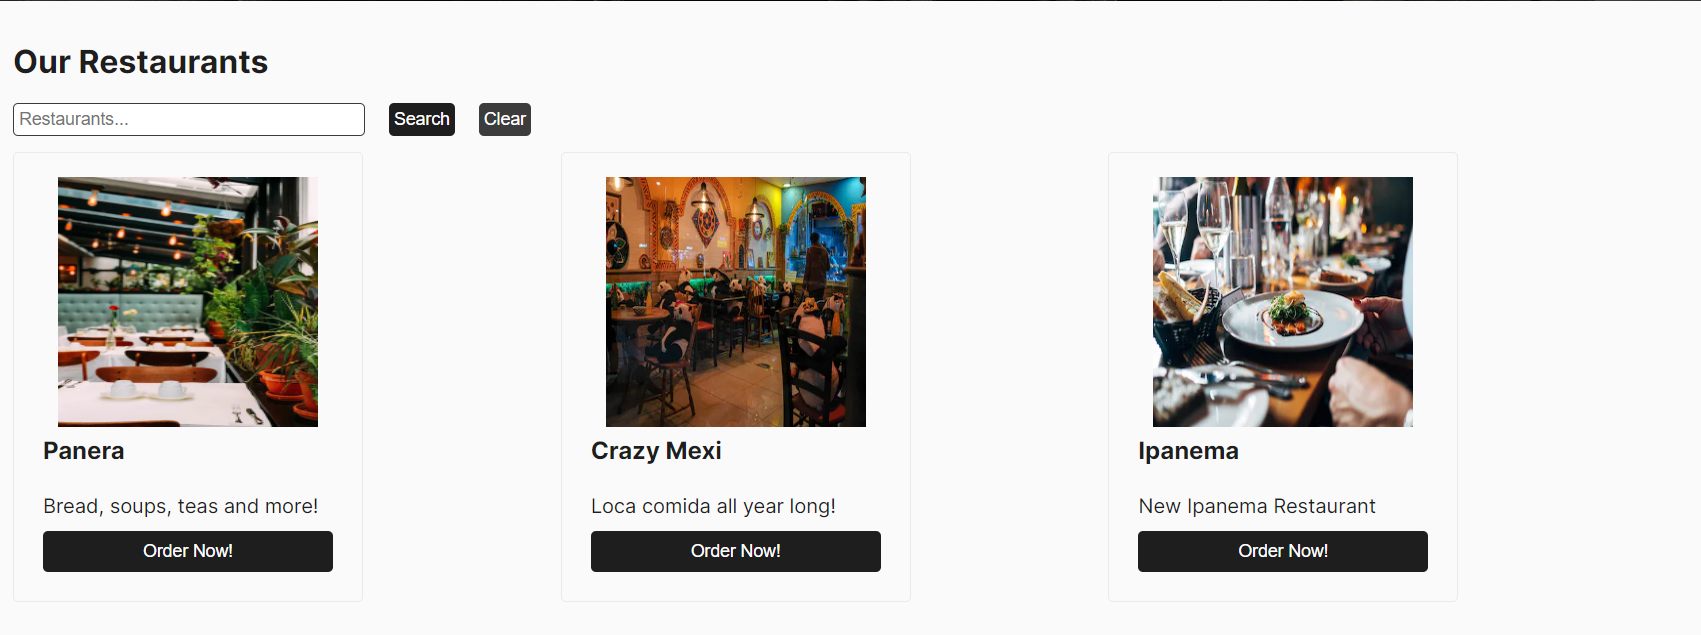 Our Restaurants
Restaurants...
Search
Clear
Panera
Bread, soups, teas and more!
Order Now!
Crazy Mexi
Loca comida all year long!
Order Now!
Ipanema
New Ipanema Restaurant
Order Now!